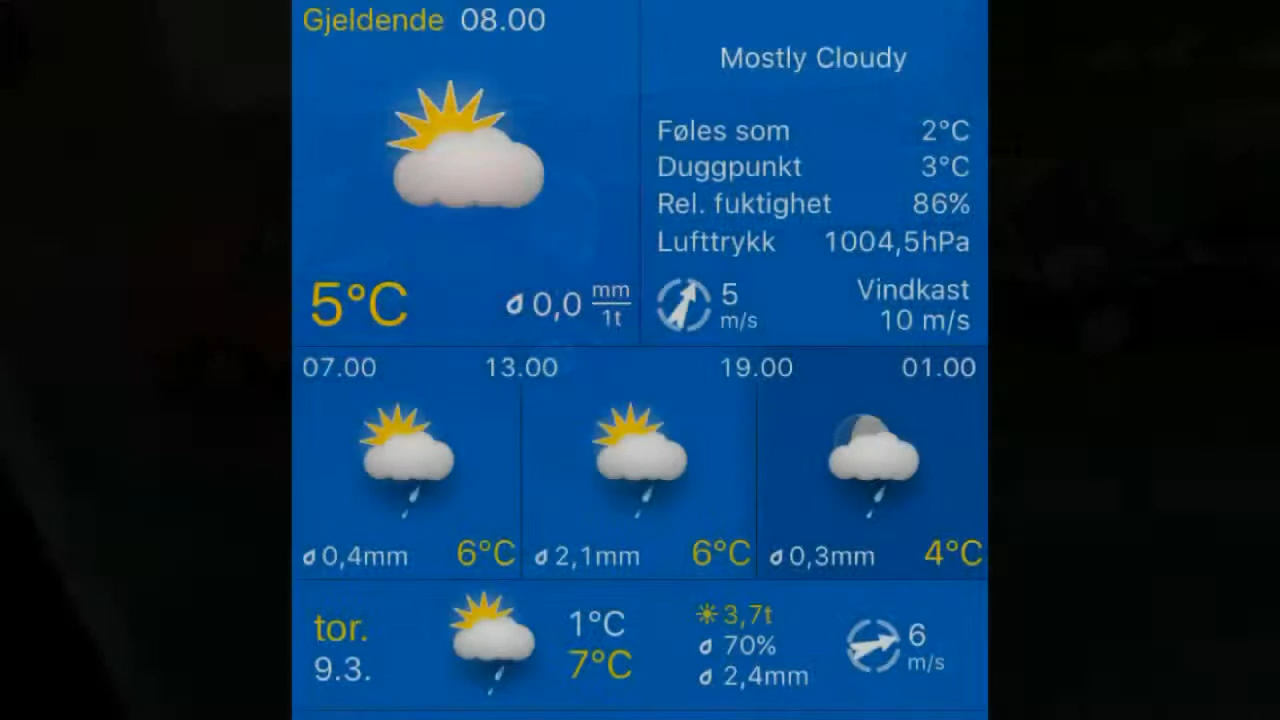 Gjeldende 08.00
Mostly Cloudy
Føles som 2°C
Duggpunkt 3°C
Rel. fuktighet 86%
Lufttrykk 1004,5hPa
5°C
0,0 mm
1t
5
m/s
Vindkast
10 m/s
07.00 13.00 19.00 01.00
0,4mm 6°C
2,1mm 6°C
0,3mm 4°C
tor.
9.3.
1°C
7°C
3,7t
70%
2,4mm
6
m/s